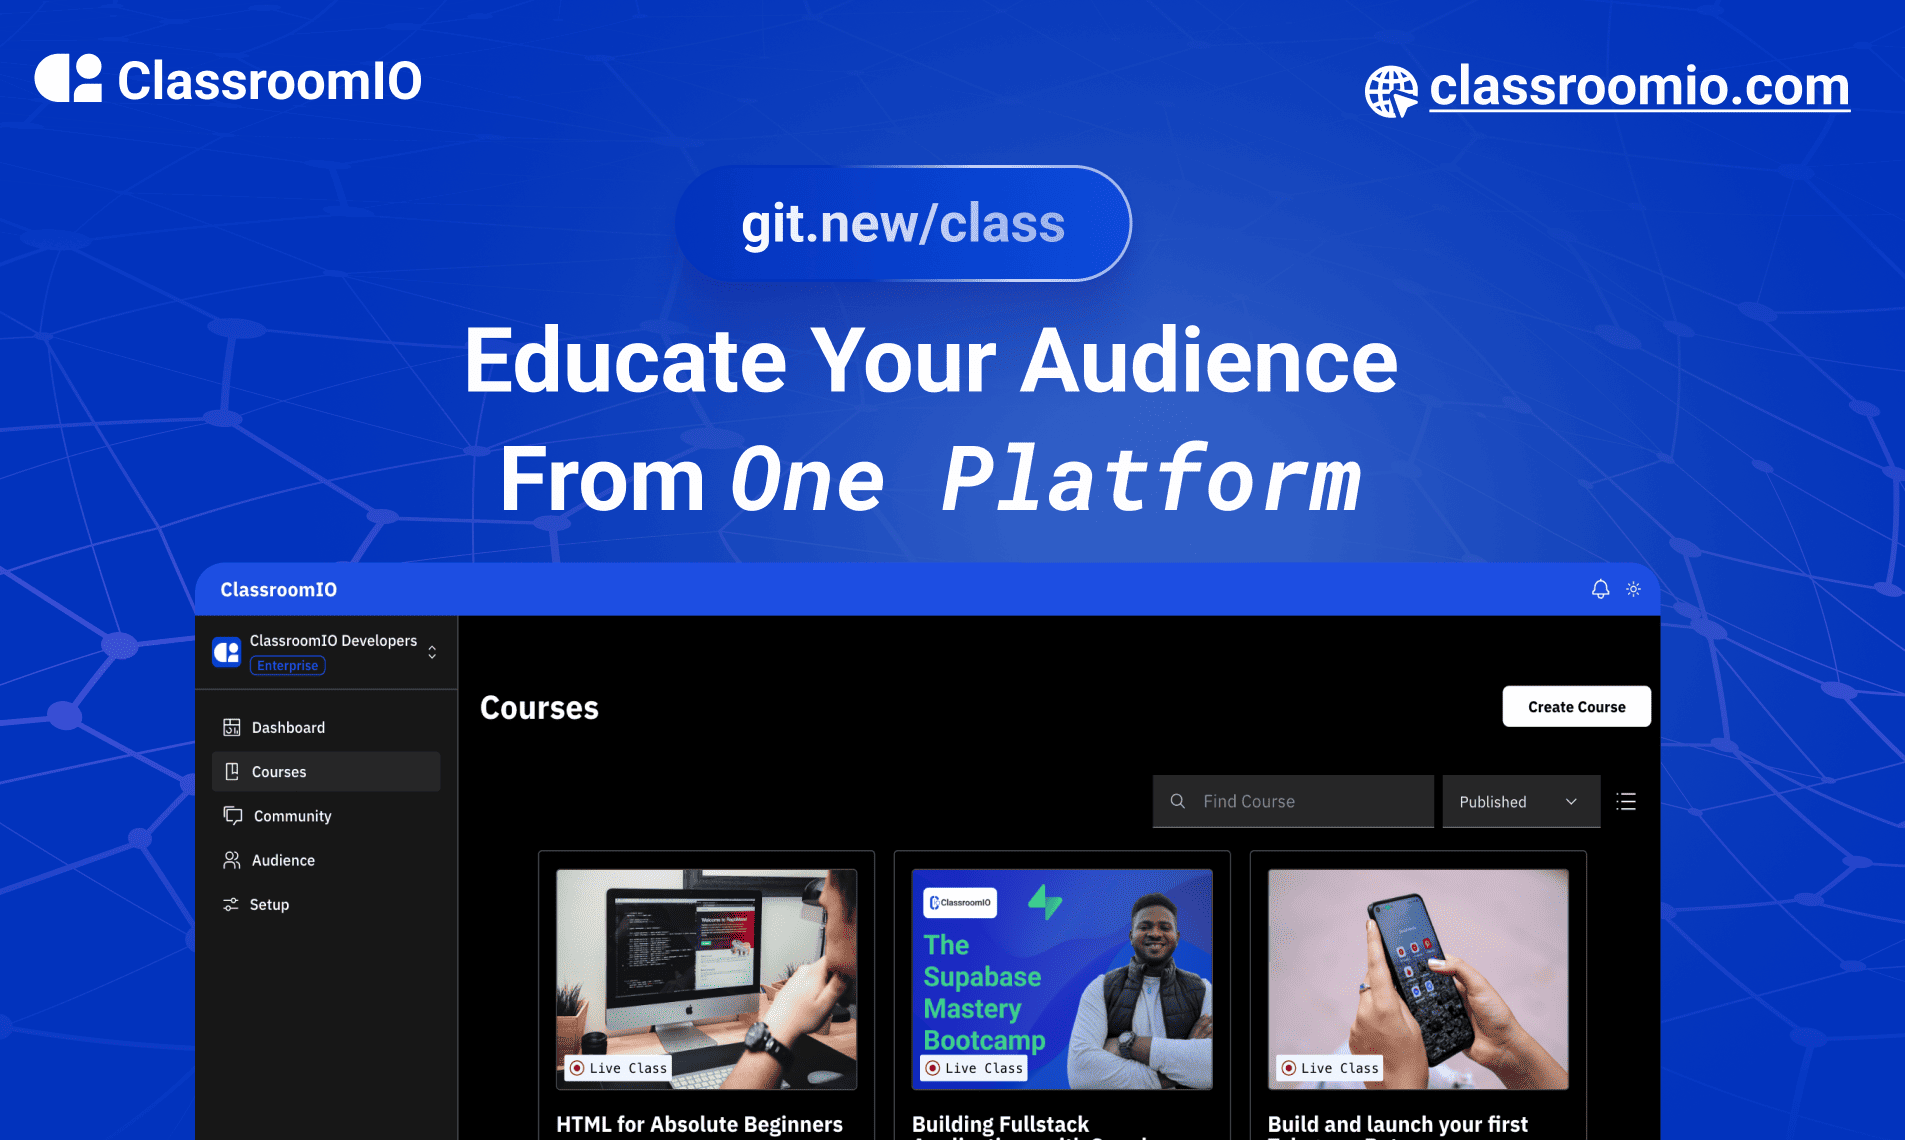 ClassroomIO
classroomio.com
git.new/class
Educate Your Audience
From One Platform
ClassroomIO
ClassroomIO Developers
Enterprise
Dashboard
Courses
Community
Audience
Setup
Courses
Create Course
Find Course
Published
Live Class
HTML for Absolute Beginners
ClassroomIO
The
Supabase
Mastery
Bootcamp
Live Class
Building Fullstack
Live Class
Build and launch your first